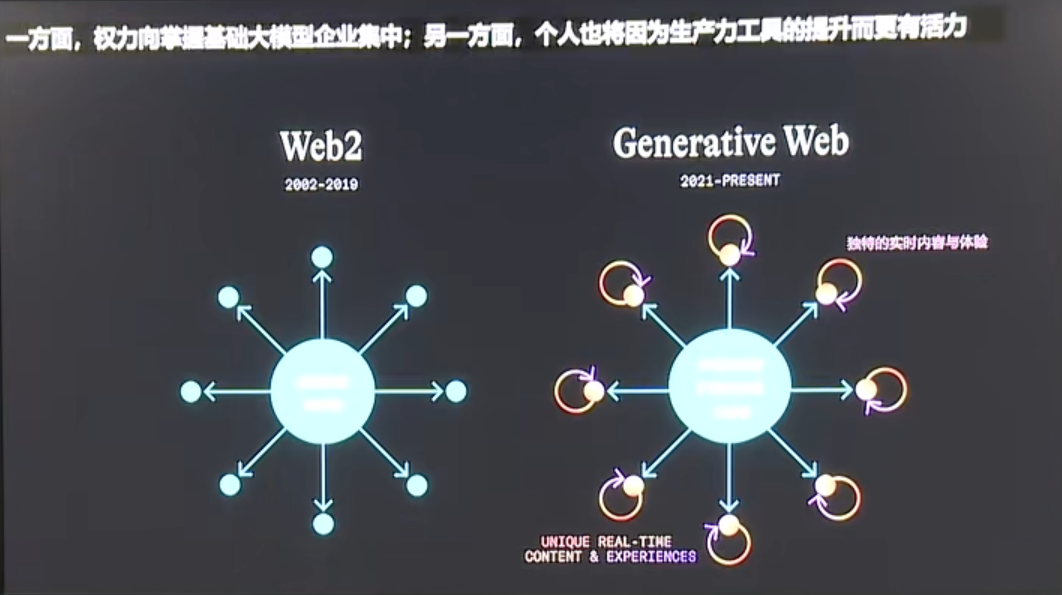 一方面，权力向掌握基础大模型企业集中；另一方面，个人也将因为生产力工具的提升而更有活力
Web2
2002-2019
Generative Web
2021-PRESENT
独特的实时内容与体验
UNIQUE REAL-TIME
CONTENT & EXPERIENCES